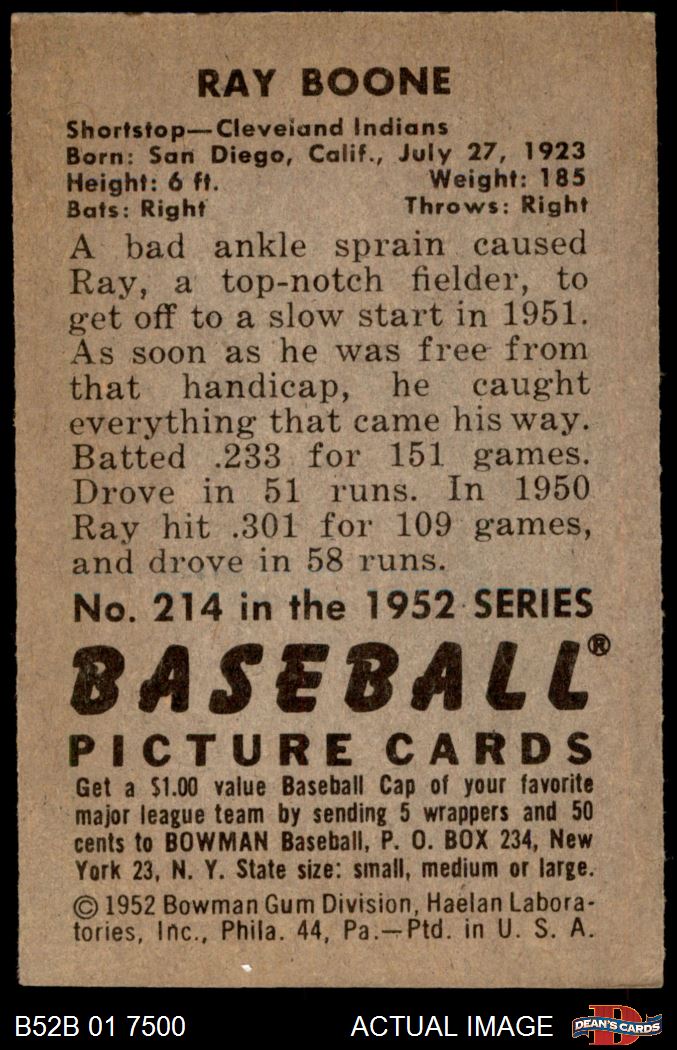 RAY BOONE
Shortstop—Cleveland Indians
Born: San Diego, Calif., July 27, 1923
Height: 6 ft. Weight: 185
Bats: Right Throws: Right
A bad ankle sprain caused
Ray, a top-notch fielder, to
get off to a slow start in 1951.
As soon as he was free from
that handicap, he caught
everything that came his way.
Batted .233 for 151 games.
Drove in 51 runs. In 1950
Ray hit .301 for 109 games,
and drove in 58 runs.
No. 214 in the 1952 SERIES
BASEBALL®
PICTURE CARDS
Get a $1.00 value Baseball Cap of your favorite
major league team by sending 5 wrappers and 50
cents to BOWMAN Baseball, P. O. BOX 234, New
York 23, N. Y. State size: small, medium or large.
© 1952 Bowman Gum Division, Haelan Labora-
tories, Inc., Phila. 44, Pa.—Ptd. in U. S. A.
B52B 01 7500 ACTUAL IMAGE D DEAN'S CARDS